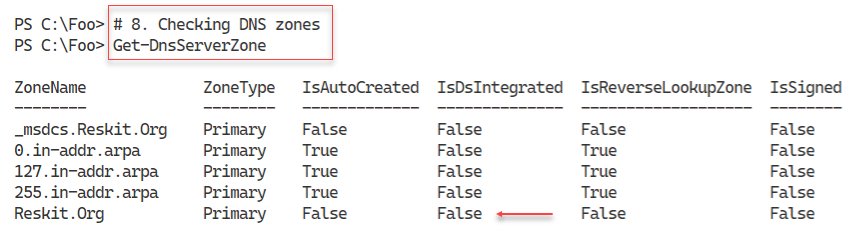 PS C:\Foo> # 8. Checking DNS zones
PS C:\Foo> Get-DnsServerZone
ZoneName ZoneType IsAutoCreated IsDsIntegrated IsReverseLookupZone IsSigned
-------- -------- ------------- -------------- ------------------- --------
_msdcs.Reskit.Org Primary False False False False
0.in-addr.arpa Primary True False True False
127.in-addr.arpa Primary True False True False
255.in-addr.arpa Primary True False True False
Reskit.Org Primary False False False False